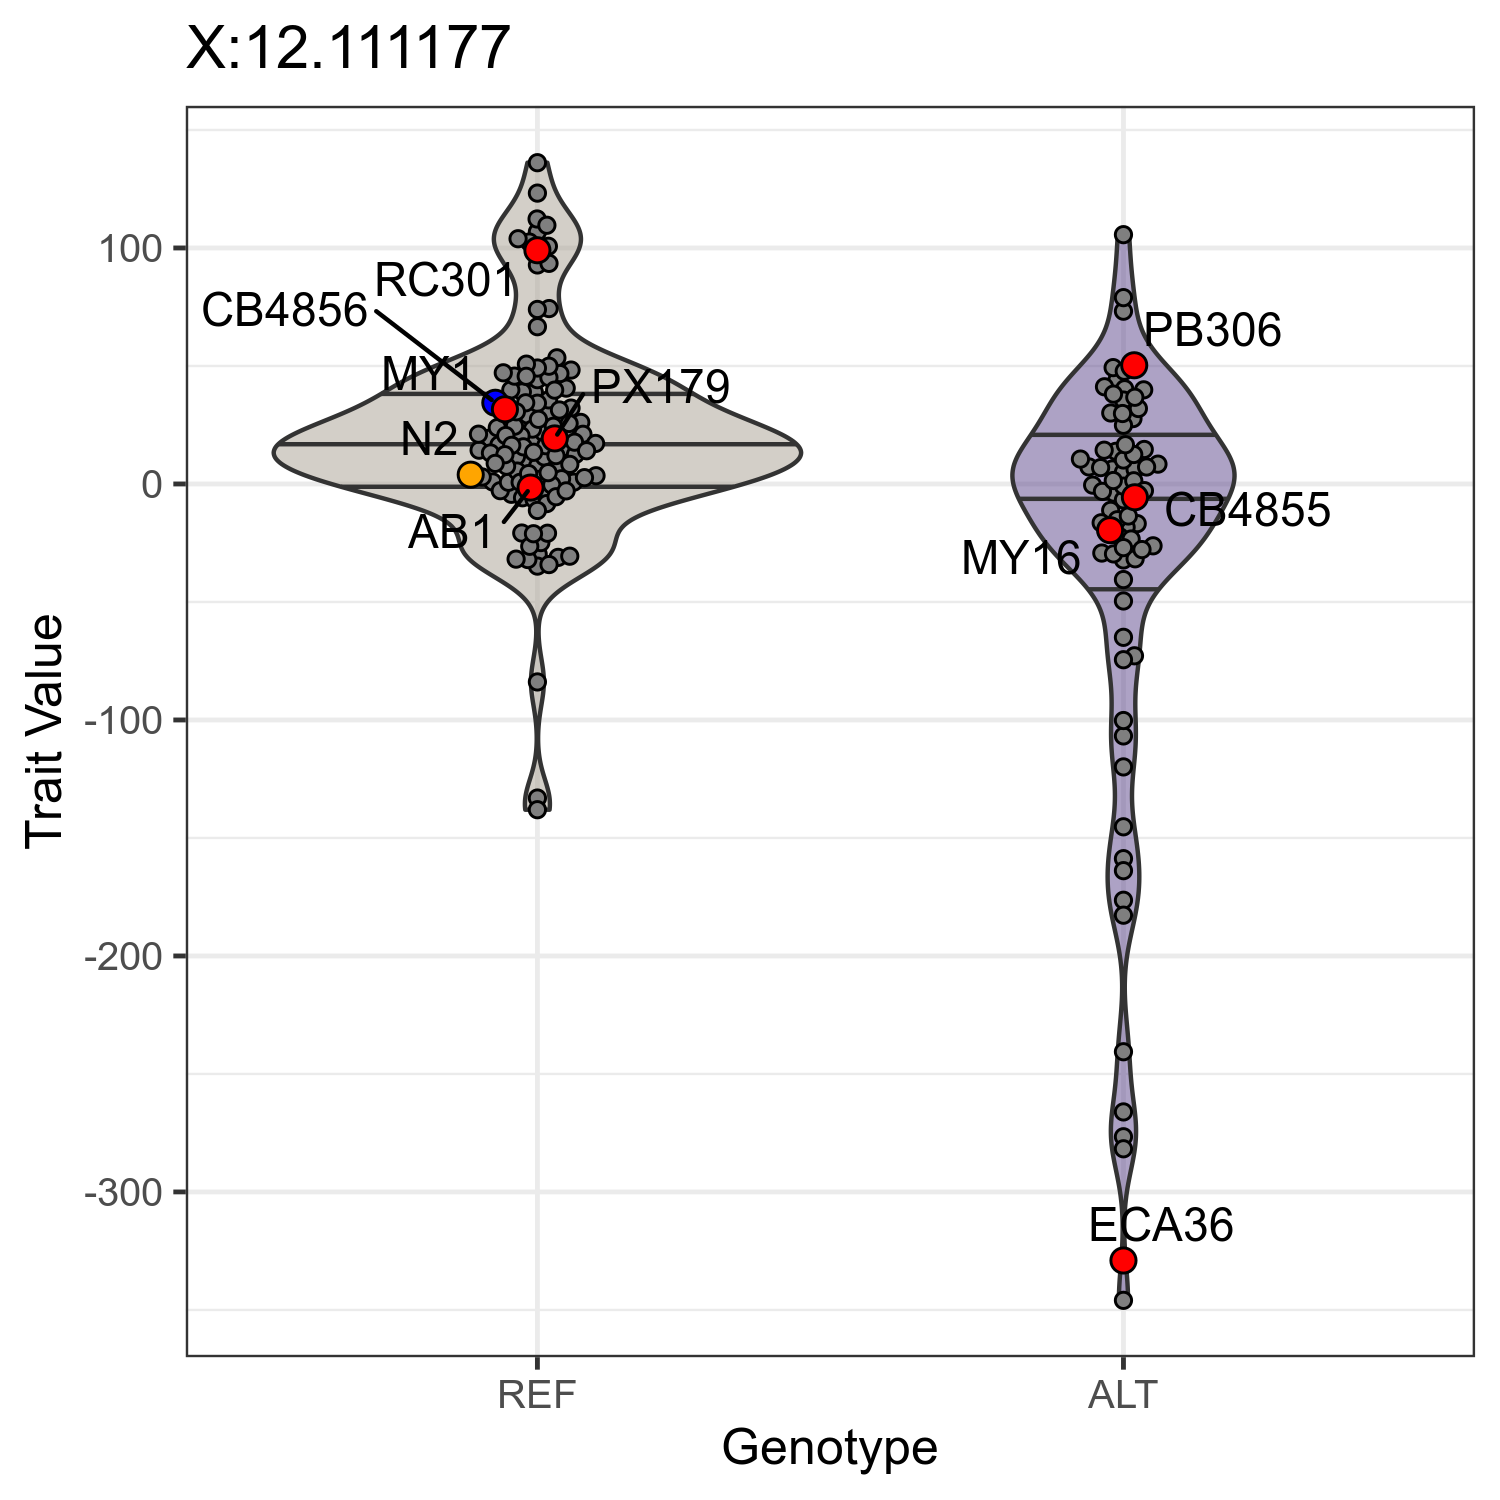 X:12.111177
Trait Value
100
0
-100
-200
-300
RC301
CB4856
MY1
PX179
N2
AB1
PB306
CB4855
MY16
ECA36
REF
ALT
Genotype